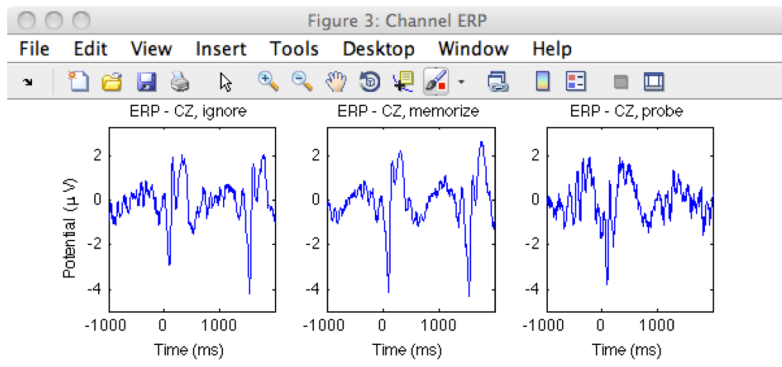 Figure 3: Channel ERP
File Edit View Insert Tools Desktop Window Help
ERP - CZ, ignore
ERP - CZ, memorize
ERP - CZ, probe
Potential (μ V)
2
0
-2
-4
-1000 0 1000
Time (ms)
2
0
-2
-4
-1000 0 1000
Time (ms)
2
0
-2
-4
-1000 0 1000
Time (ms)